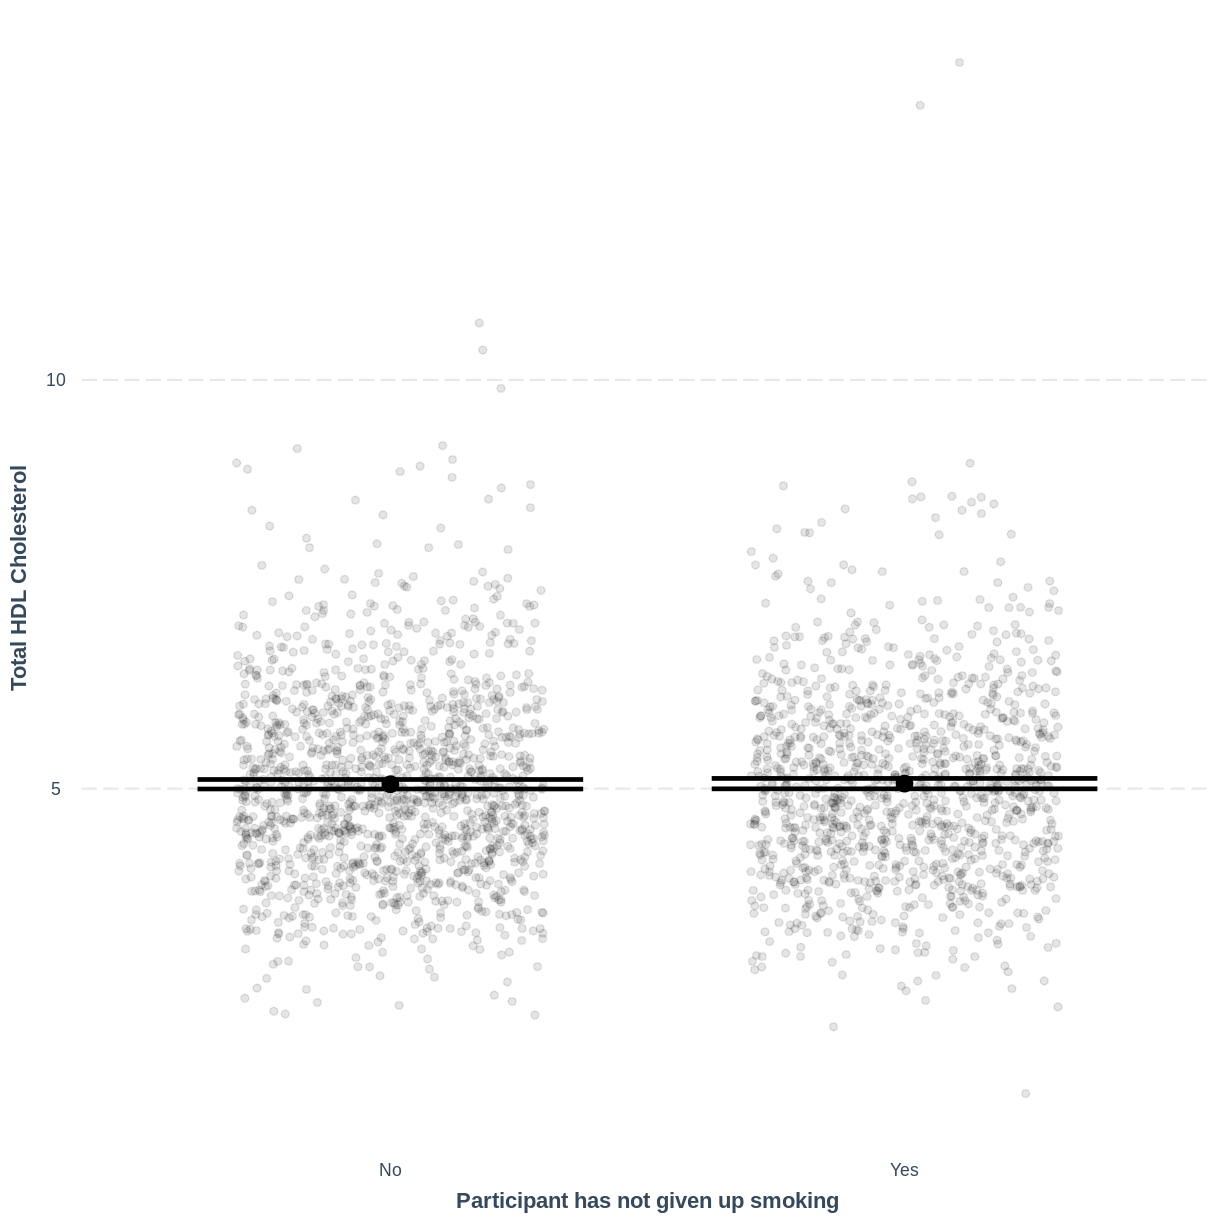 Total HDL Cholesterol
10
5
No
Yes
Participant has not given up smoking